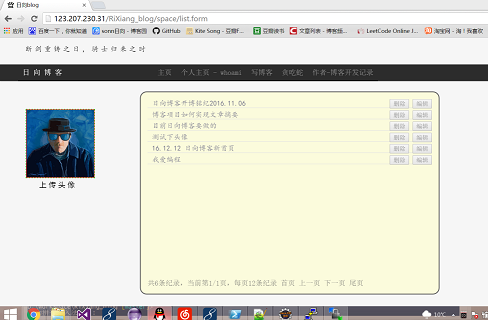 日向blog
123.207.230.31/RiXiang_blog/space/list.form
应用 百度一下，你就知道 sonn日向 - 博客园 GitHub Kite Song - 豆瓣F... 豆瓣读书 文章列表 - 博客频... LeetCode Online J... 淘宝网 - 淘！我喜欢
断剑重铸之日，骑士归来之时
日向博客 主页 个人主页 - whoami 写博客 贪吃蛇 作者-博客开发记录
日向博客开博摇纪2016.11.06 删除 编辑
博客项目如何实现文章摘要 删除 编辑
目前日向博客要做的 删除 编辑
测试下头像 删除 编辑
16.12.12 日向博客新首页 删除 编辑
我爱编程 删除 编辑
上传头像
共6条纪录，当前第1/1页，每页12条纪录 首页 上一页 下一页 尾页
10℃